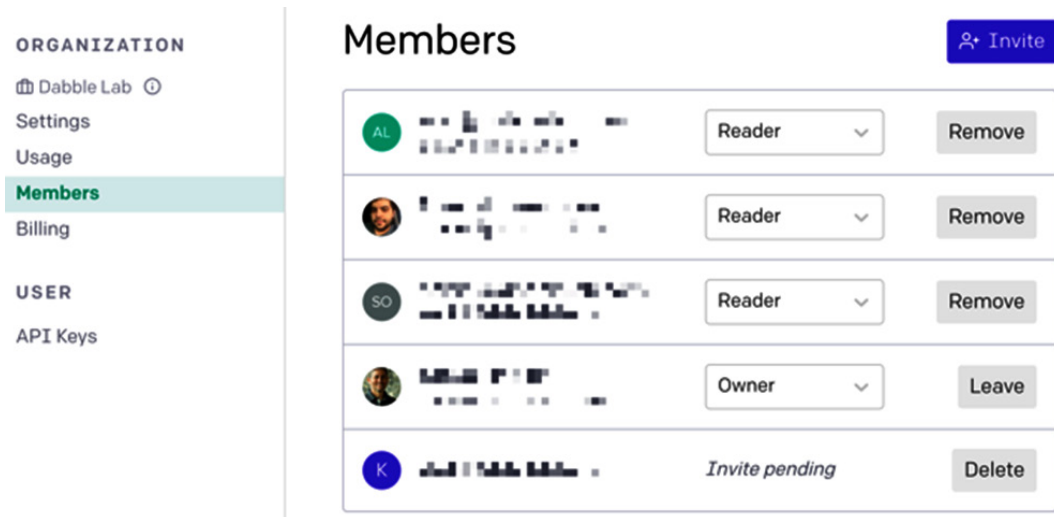 ORGANIZATION
Dabble Lab
Settings
Usage
Members
Billing
USER
API Keys
Members
Invite
AL
Reader
Remove
Reader
Remove
SO
Reader
Remove
Owner
Leave
K
Invite pending
Delete